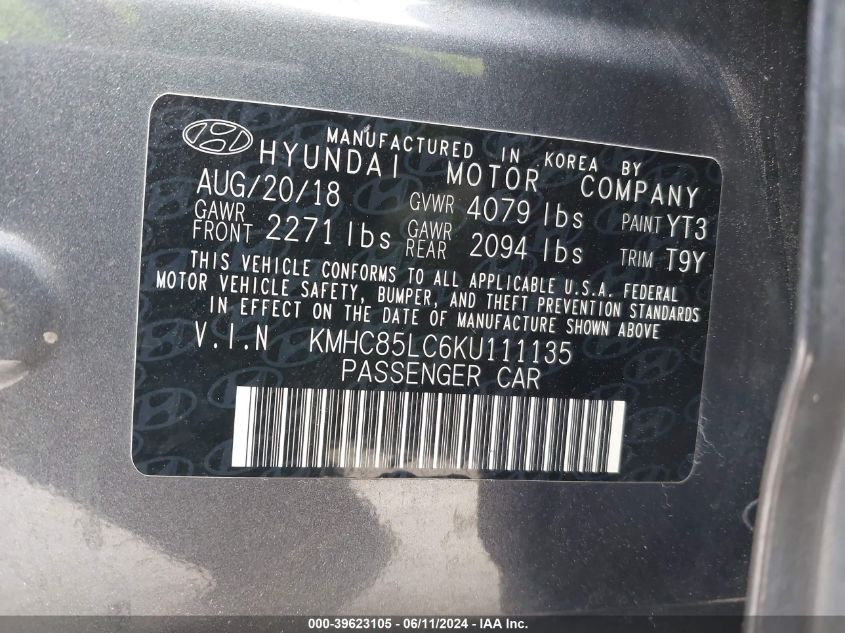 MANUFACTURED IN KOREA BY
HYUNDAI MOTOR COMPANY
AUG/20/18 GVWR 4079 lbs PAINT YT3
GAWR FRONT 2271 lbs GAWR REAR 2094 lbs TRIM T9Y
THIS VEHICLE CONFORMS TO ALL APPLICABLE U.S.A. FEDERAL
MOTOR VEHICLE SAFETY, BUMPER, AND THEFT PREVENTION STANDARDS
IN EFFECT ON THE DATE OF MANUFACTURE SHOWN ABOVE
V.I.N KMHC85LC6KU111135
PASSENGER CAR
000-39623105 - 06/11/2024 - IAA Inc.